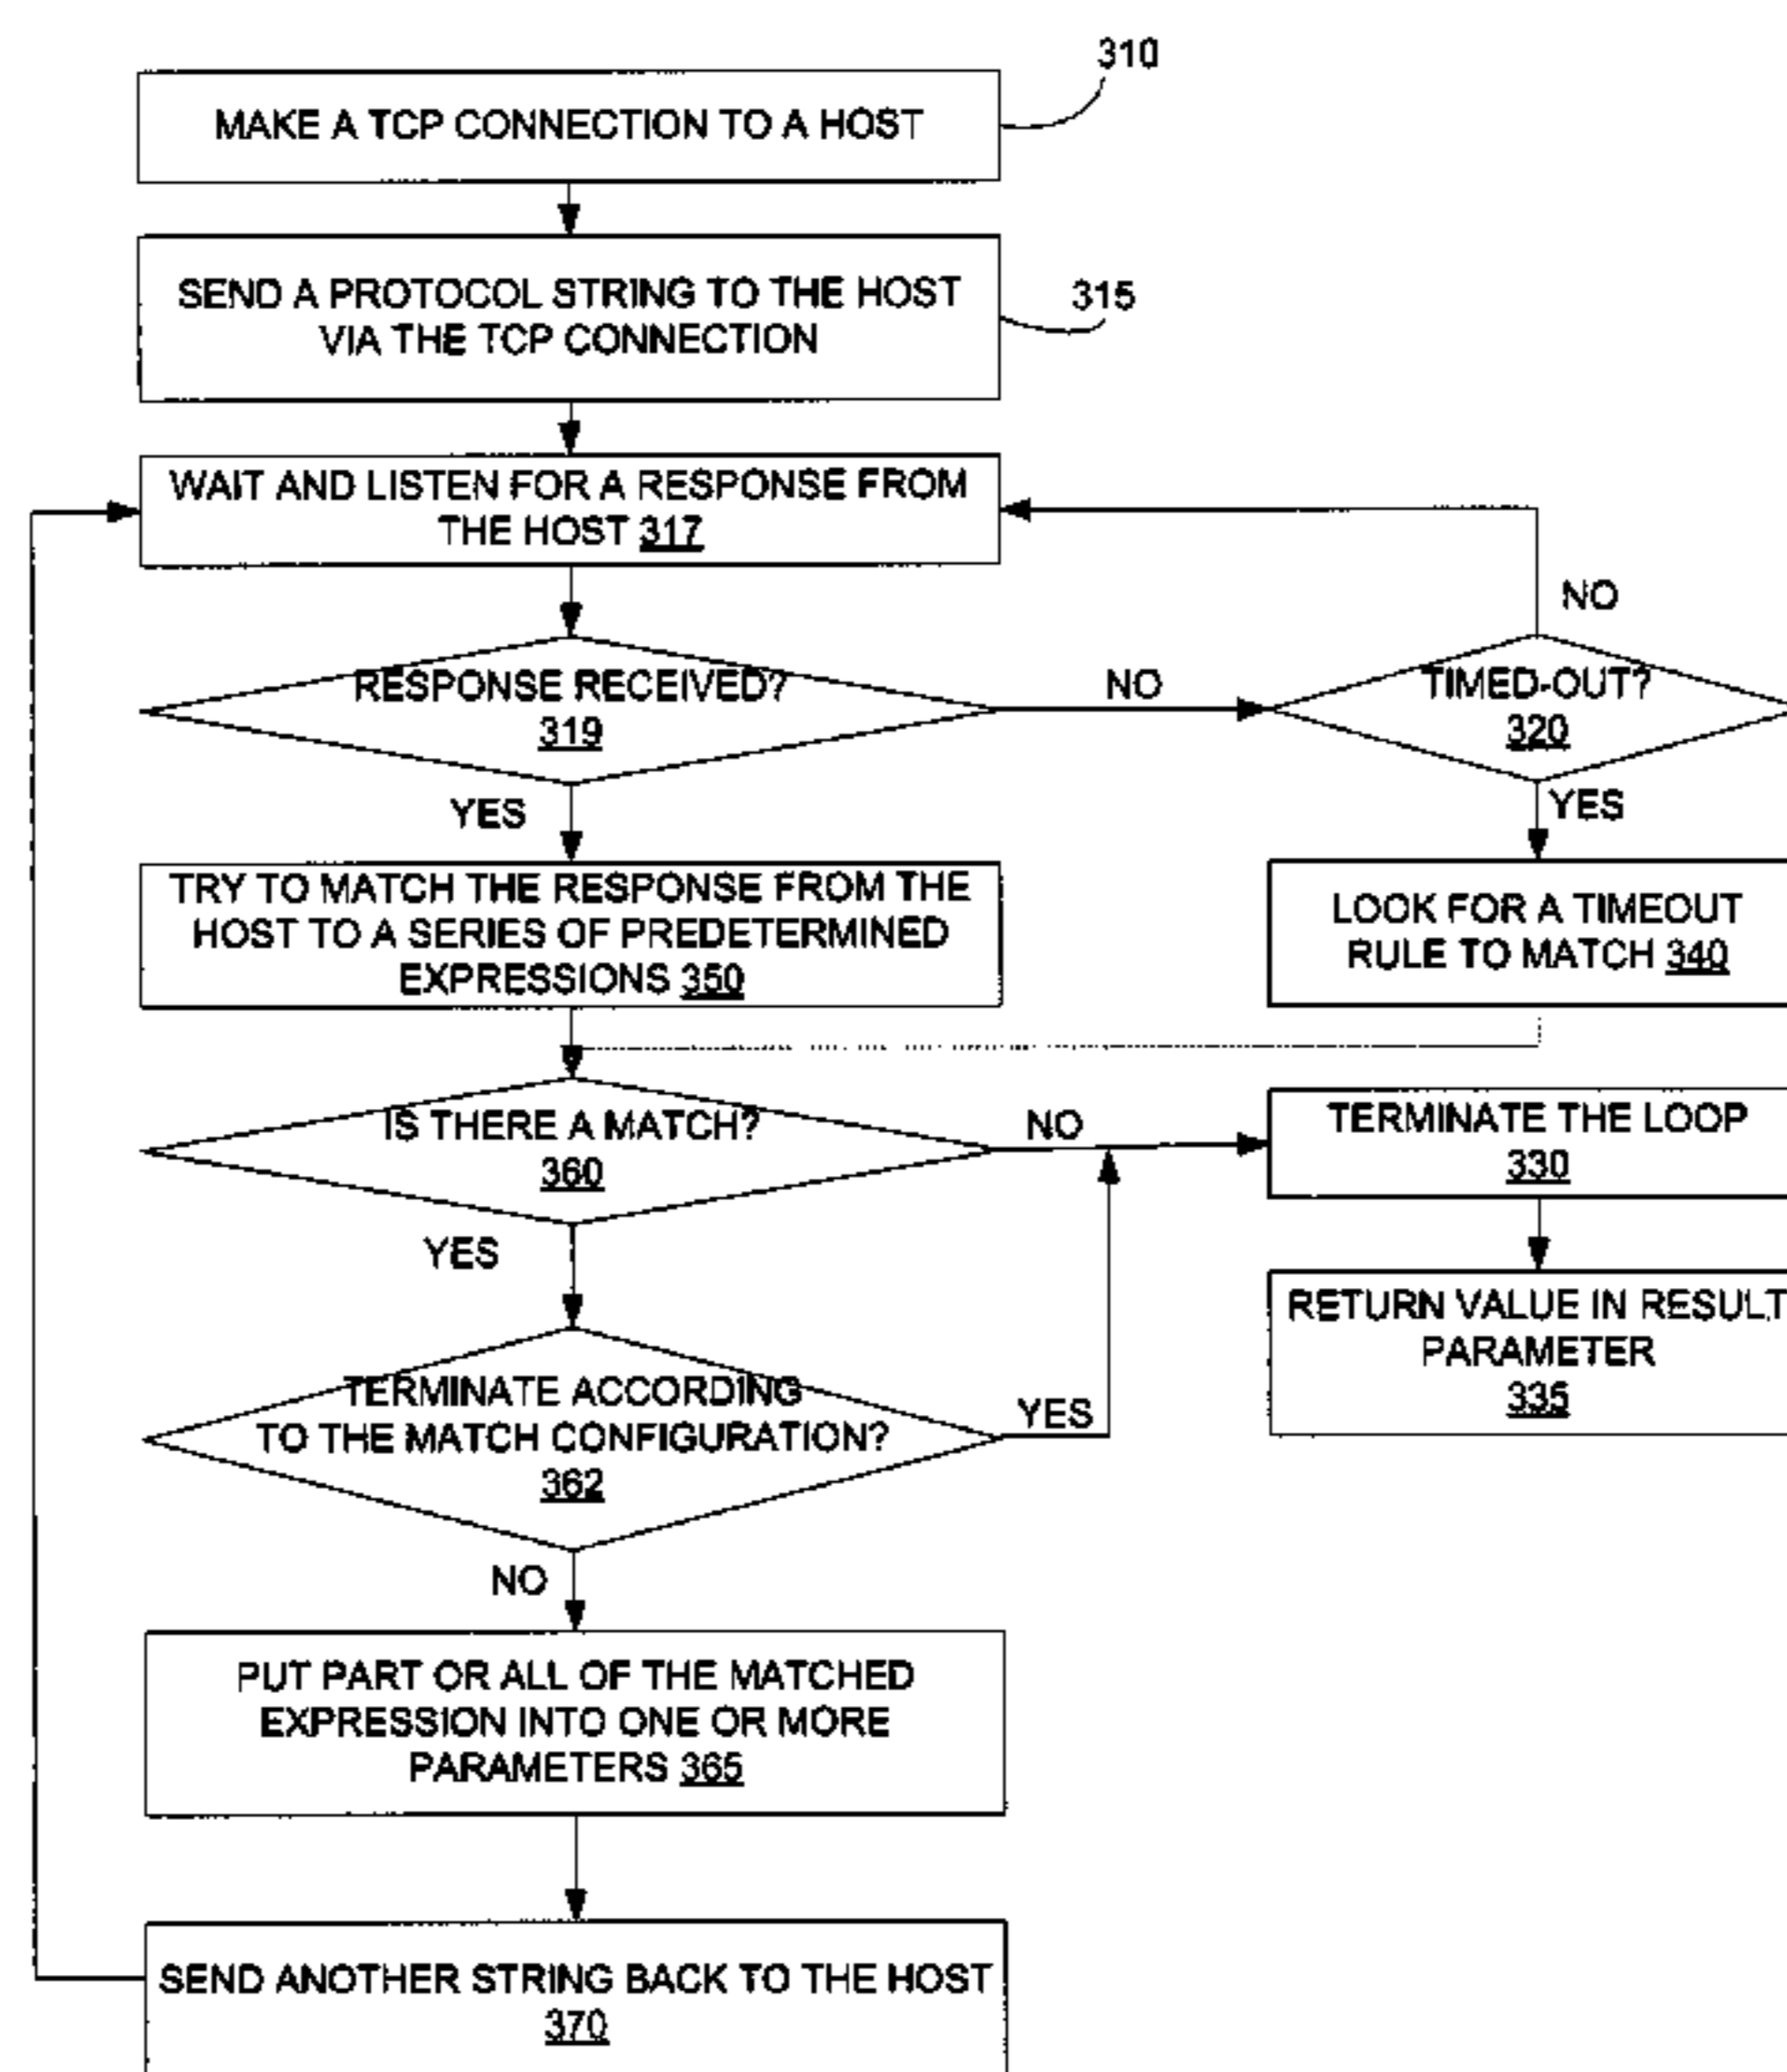 310
MAKE A TCP CONNECTION TO A HOST
SEND A PROTOCOL STRING TO THE HOST
VIA THE TCP CONNECTION
315
WAIT AND LISTEN FOR A RESPONSE FROM
THE HOST 317
NO
RESPONSE RECEIVED?
319
NO
TIMED-OUT?
320
YES
YES
TRY TO MATCH THE RESPONSE FROM THE
HOST TO A SERIES OF PREDETERMINED
EXPRESSIONS 350
LOOK FOR A TIMEOUT
RULE TO MATCH 340
IS THERE A MATCH?
360
NO
TERMINATE THE LOOP
330
YES
RETURN VALUE IN RESULT
PARAMETER
335
TERMINATE ACCORDING
TO THE MATCH CONFIGURATION?
362
YES
NO
PUT PART OR ALL OF THE MATCHED
EXPRESSION INTO ONE OR MORE
PARAMETERS 365
SEND ANOTHER STRING BACK TO THE HOST
370